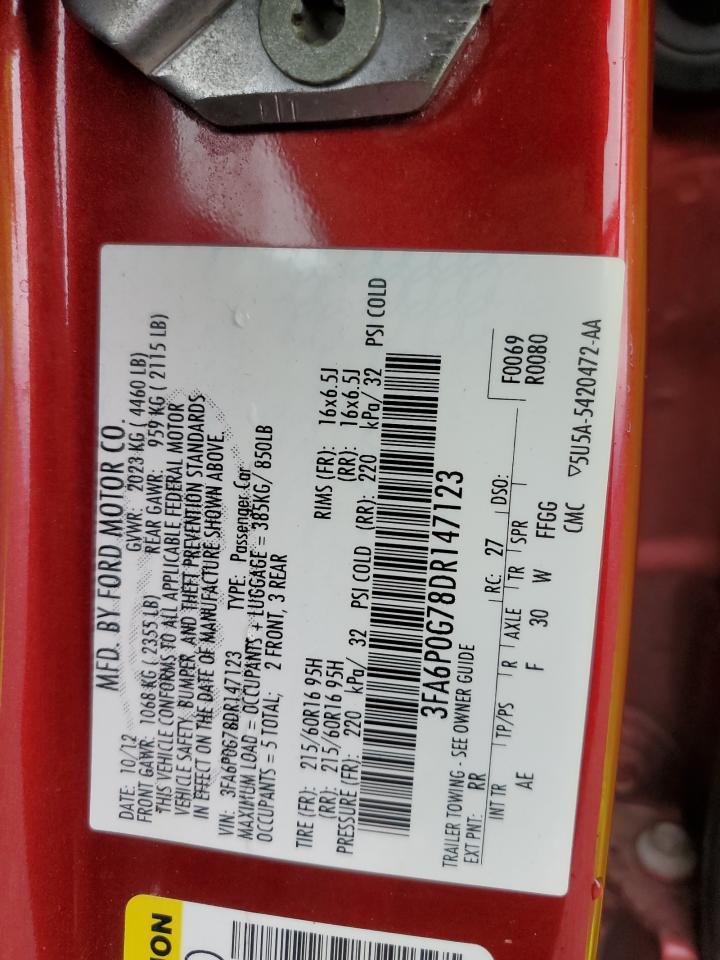 MFD. BY FORD MOTOR CO.
DATE: 10/12 GVWR: 2023 KG ( 4460 LB)
FRONT GAWR: 1068 KG ( 2355 LB) REAR GAWR: 959 KG ( 2115 LB)
THIS VEHICLE CONFORMS TO ALL APPLICABLE FEDERAL MOTOR
VEHICLE SAFETY, BUMPER, AND THEFT PREVENTION STANDARDS
IN EFFECT ON THE DATE OF MANUFACTURE SHOWN ABOVE.
VIN: 3FA6P0G78DR147123 TYPE: Passenger Car
MAXIMUM LOAD = OCCUPANTS + LUGGAGE = 385KG/ 850LB
OCCUPANTS = 5 TOTAL; 2 FRONT, 3 REAR
TIRE (FR): 215/60R16 95H RIMS (FR): 16x6.5J
(RR): 215/60R16 95H (RR): 16x6.5J
PRESSURE (FR): 220 kPa/ 32 PSI COLD (RR): 220 kPa/ 32 PSI COLD
3FA6P0G78DR147123
TRAILER TOWING - SEE OWNER GUIDE
F0069
EXT PNT: RR RC: 27 DSO: R0080
INT TR TP/PS R AXLE TR SPR
AE F 30 W FFGG
CMC ▽5U5A-5420472-AA
ION